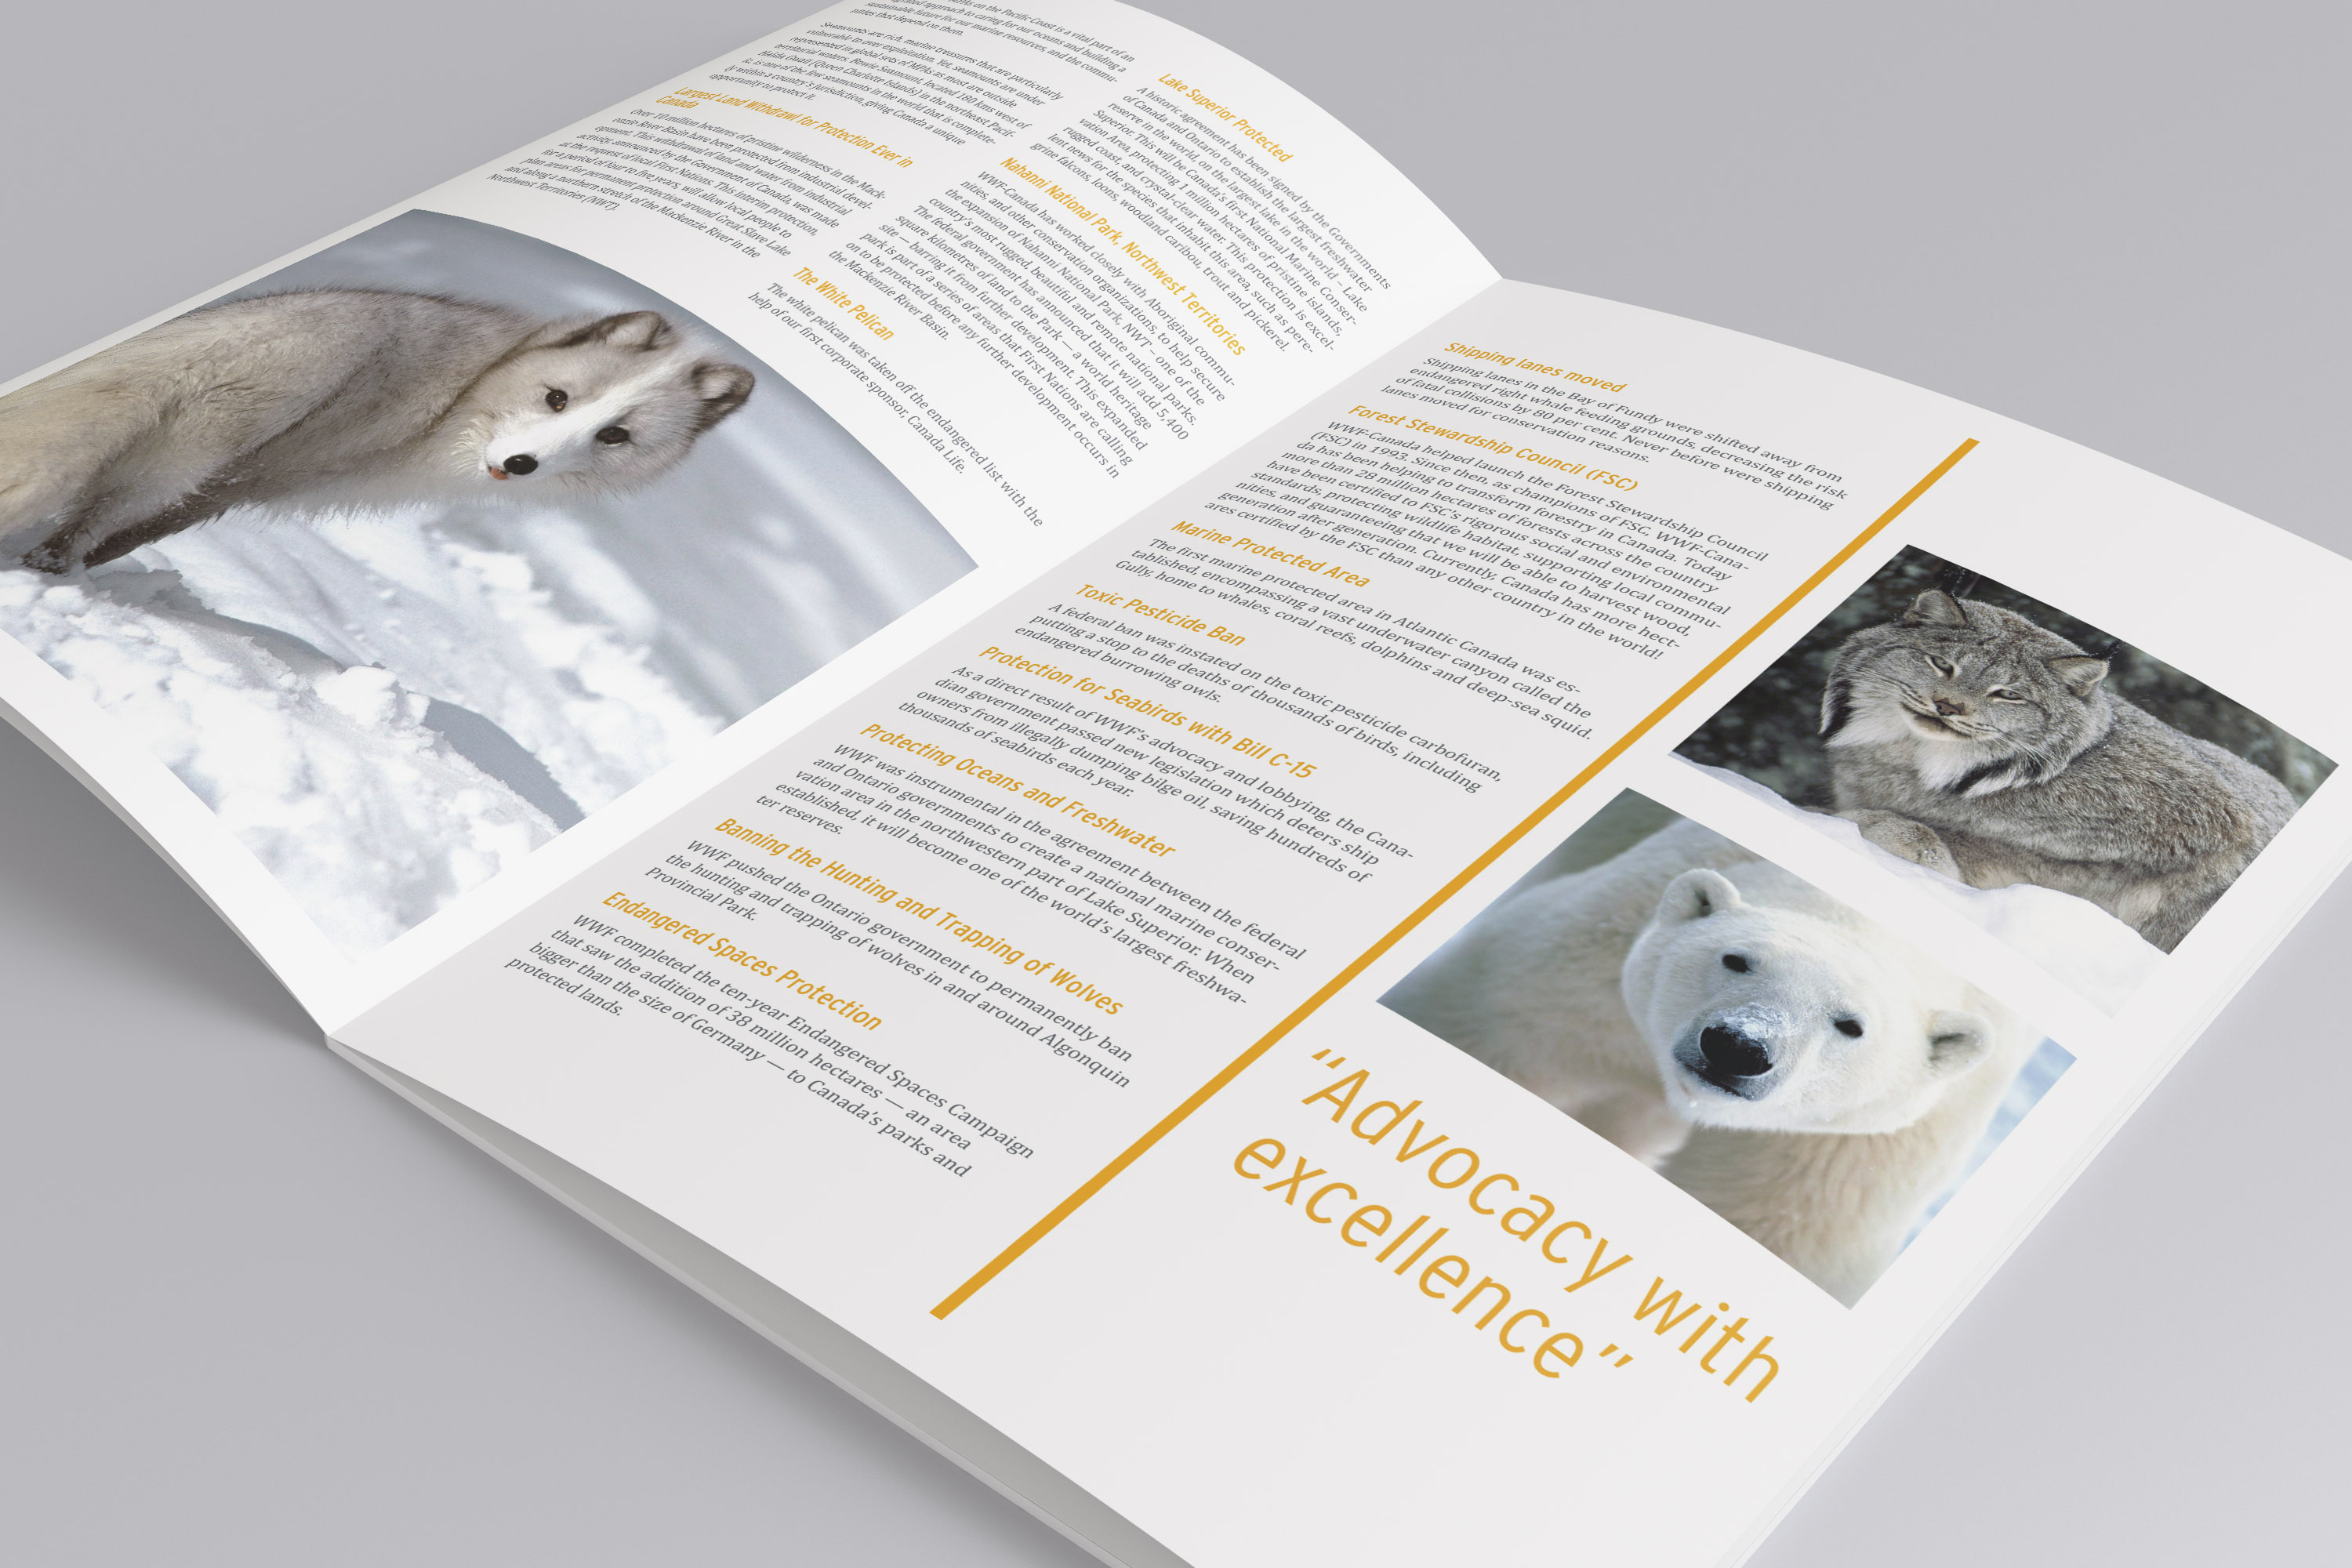 MPAs on the Pacific Coast is a vital part of an
approach to caring for our oceans and building a
sustainable future for our marine resources, and the commu-
nities that depend on them.
Seamounts are rich, marine treasures that are particularly
vulnerable to over exploitation. Yet, seamounts are under
represented in global sets of MPAs as most are outside
territorial waters. Bowie Seamount, located 180 kms west of
Haida Gwaii (Queen Charlotte Islands) in the northeast Pacif-
ic, is one of the few seamounts in the world that is complete-
ly within a country's jurisdiction, giving Canada a unique
opportunity to protect it.
Largest Land Withdrawl for Protection Ever in
Canada
Over 10 million hectares of pristine wilderness in the Mack-
enzie River Basin have been protected from industrial devel-
opment. This withdrawal of land and water from industrial
activity, announced by the Government of Canada, was made
at the request of local First Nations. This interim protection,
for a period of four to five years, will allow local people to
plan areas for permanent protection around Great Slave Lake
and along a northern stretch of the Mackenzie River in the
Northwest Territories (NWT).
Lake Superior Protected
A historic agreement has been signed by the Governments
of Canada and Ontario to establish the largest freshwater
reserve in the world, on the largest lake in the world – Lake
Superior. This will be Canada's first National Marine Conser-
vation Area, protecting 1 million hectares of pristine islands,
rugged coast, and crystal-clear water. This protection is excel-
lent news for the species that inhabit this area, such as pere-
grine falcons, loons, woodland caribou, trout and pickerel.
Nahanni National Park, Northwest Territories
WWF-Canada has worked closely with Aboriginal commu-
nities, and other conservation organizations, to help secure
the expansion of Nahanni National Park, NWT – one of the
country's most rugged, beautiful and remote national parks.
The federal government has announced that it will add 5,400
square kilometres of land to the Park — a world heritage
site — barring it from further development. This expanded
park is part of a series of areas that First Nations are calling
on to be protected before any further development occurs in
the Mackenzie River Basin.
The White Pelican
The white pelican was taken off the endangered list with the
help of our first corporate sponsor, Canada Life.
Shipping lanes moved
Shipping lanes in the Bay of Fundy were shifted away from
endangered right whale feeding grounds, decreasing the risk
of fatal collisions by 80 per cent. Never before were shipping
lanes moved for conservation reasons.
Forest Stewardship Council (FSC)
WWF-Canada helped launch the Forest Stewardship Council
(FSC) in 1993. Since then, as champions of FSC, WWF-Cana-
da has been helping to transform forestry in Canada. Today
more than 28 million hectares of forests across the country
have been certified to FSC's rigorous social and environmental
standards, protecting wildlife habitat, supporting local commu-
nities, and guaranteeing that we will be able to harvest wood,
generation after generation. Currently, Canada has more hect-
ares certified by the FSC than any other country in the world!
Marine Protected Area
The first marine protected area in Atlantic Canada was es-
tablished, encompassing a vast underwater canyon called the
Gully, home to whales, coral reefs, dolphins and deep-sea squid.
Toxic Pesticide Ban
A federal ban was instated on the toxic pesticide carbofuran,
putting a stop to the deaths of thousands of birds, including
endangered burrowing owls.
Protection for Seabirds with Bill C-15
As a direct result of WWF's advocacy and lobbying, the Cana-
dian government passed new legislation which deters ship
owners from illegally dumping bilge oil, saving hundreds of
thousands of seabirds each year.
Protecting Oceans and Freshwater
WWF was instrumental in the agreement between the federal
and Ontario governments to create a national marine conser-
vation area in the northwestern part of Lake Superior. When
established, it will become one of the world's largest freshwa-
ter reserves.
Banning the Hunting and Trapping of Wolves
WWF pushed the Ontario government to permanently ban
the hunting and trapping of wolves in and around Algonquin
Provincial Park.
Endangered Spaces Protection
WWF completed the ten-year Endangered Spaces Campaign
that saw the addition of 38 million hectares — an area
bigger than the size of Germany — to Canada's parks and
protected lands.
“Advocacy with
excellence”